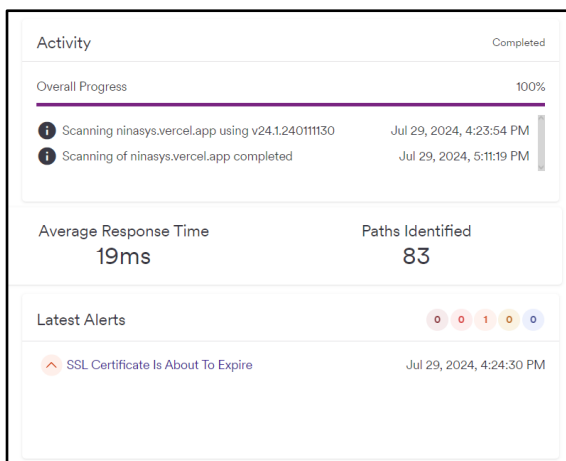 Activity Completed
Overall Progress 100%
Scanning ninasys.vercel.app using v24.1.240111130 Jul 29, 2024, 4:23:54 PM
Scanning of ninasys.vercel.app completed Jul 29, 2024, 5:11:19 PM
Average Response Time Paths Identified
19ms 83
Latest Alerts 0 0 1 0 0
SSL Certificate Is About To Expire Jul 29, 2024, 4:24:30 PM